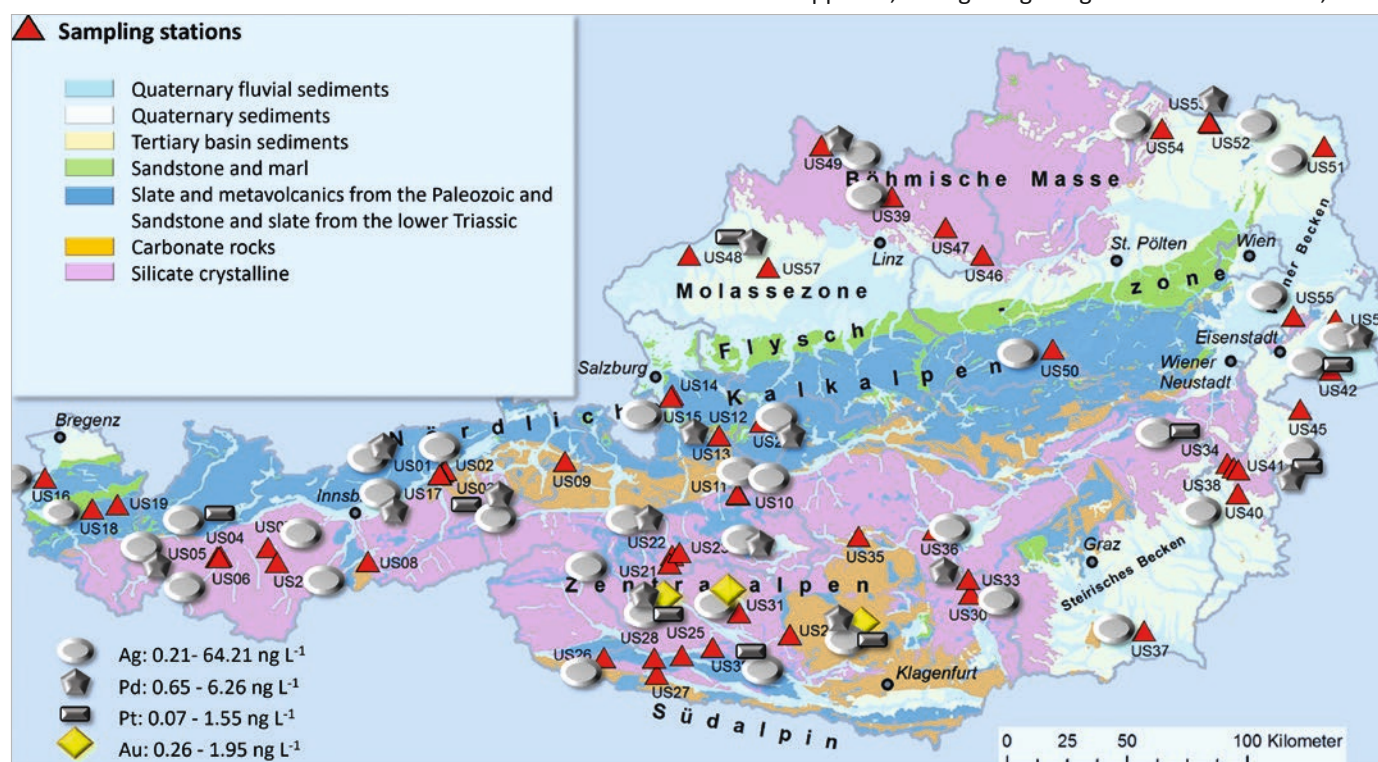 Sampling stations
Quaternary fluvial sediments
Quaternary sediments
Tertiary basin sediments
Sandstone and marl
Slate and metavolcanics from the Paleozoic and
Sandstone and slate from the lower Triassic
Carbonate rocks
Silicate crystalline
US53
US52
US54
US51
US49
Böhmische Masse
US39
US47
US46
Linz
St. Pölten
Wien
US48
US57
Molassezone
Flysch - zone
US55
Eisenstadt
Wiener
Neustadt
US42
US50
Salzburg
US14
US15
US12
US13
Nördlich
Kalkalpen
US45
Bregenz
US01
US02
US17
US09
US11
US10
US34
US41
US38
US40
US16
US18
US19
US04
US05
US06
US08
US22
US23
US21
US35
US36
Graz
Steirisches Becken
US33
US30
US31
US28
US25
US26
US27
US37
Klagenfurt
Südalpin
Ag: 0.21- 64.21 ng L⁻¹
Pd: 0.65 - 6.26 ng L⁻¹
Pt: 0.07 - 1.55 ng L⁻¹
Au: 0.26 - 1.95 ng L⁻¹
0 25 50 100 Kilometer